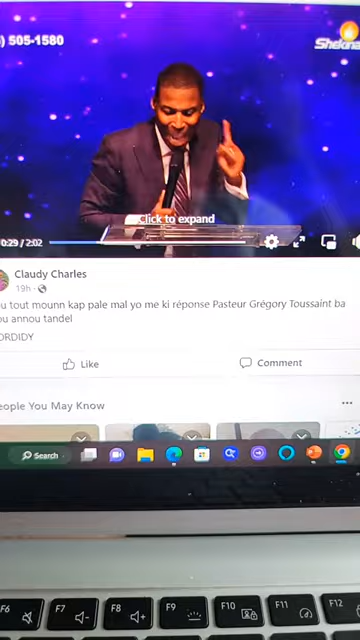 ) 505-1580
Shekina
Click to expand
0:29 / 2:02
Claudy Charles
19h
u tout mounn kap pale mal yo me ki réponse Pasteur Grégory Toussaint ba
ou annou tandel
ORDIDY
Like
Comment
eople You May Know
Search
F6
F7
F8
F9
F10
F11
F12